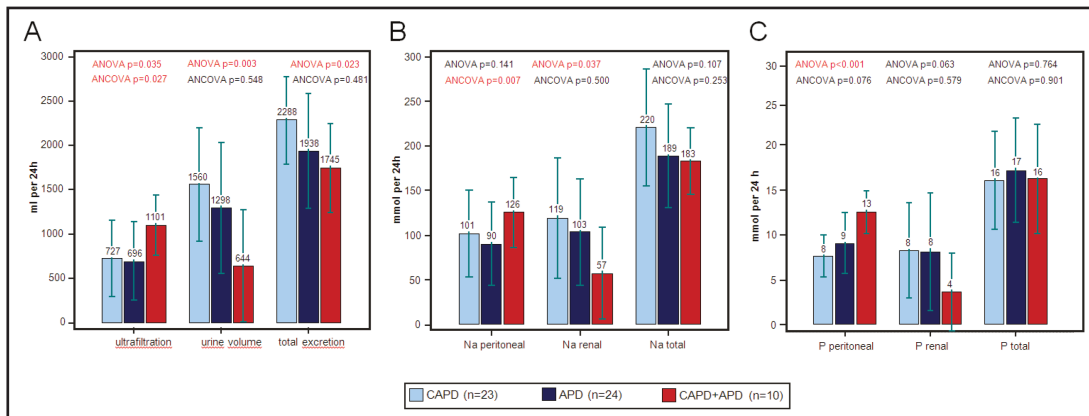 A
ANOVA p=0.035 ANOVA p=0.003 ANOVA p=0.023
ANCOVA p=0.027 ANCOVA p=0.548 ANCOVA p=0.481
ml per 24h
3000
2500
2000
1500
1000
500
0
727 696 1101
1560 1298 644
2288 1938 1745
ultrafiltration urine volume total excretion
B
ANOVA p=0.141 ANOVA p=0.037 ANOVA p=0.107
ANCOVA p=0.007 ANCOVA p=0.500 ANCOVA p=0.253
mmol per 24h
300
250
200
150
100
50
0
101 90 126
119 103 57
220 189 183
Na peritoneal Na renal Na total
C
ANOVA p<0.001 ANOVA p=0.063 ANOVA p=0.764
ANCOVA p=0.076 ANCOVA p=0.579 ANCOVA p=0.901
mmol per 24 h
30
25
20
15
10
5
0
8 9 13
8 8 4
16 17 16
P peritoneal P renal P total
CAPD (n=23) APD (n=24) CAPD+APD (n=10)